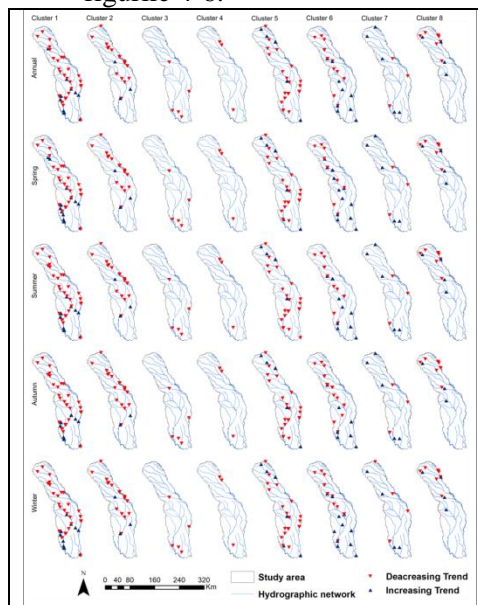 Cluster 1 Cluster 2 Cluster 3 Cluster 4 Cluster 5 Cluster 6 Cluster 7 Cluster 8
Annual
Spring
Summer
Autumn
Winter
N
0 40 80 160 240 320
Km
Study area
Hydrographic network
Deacreasing Trend
Increasing Trend